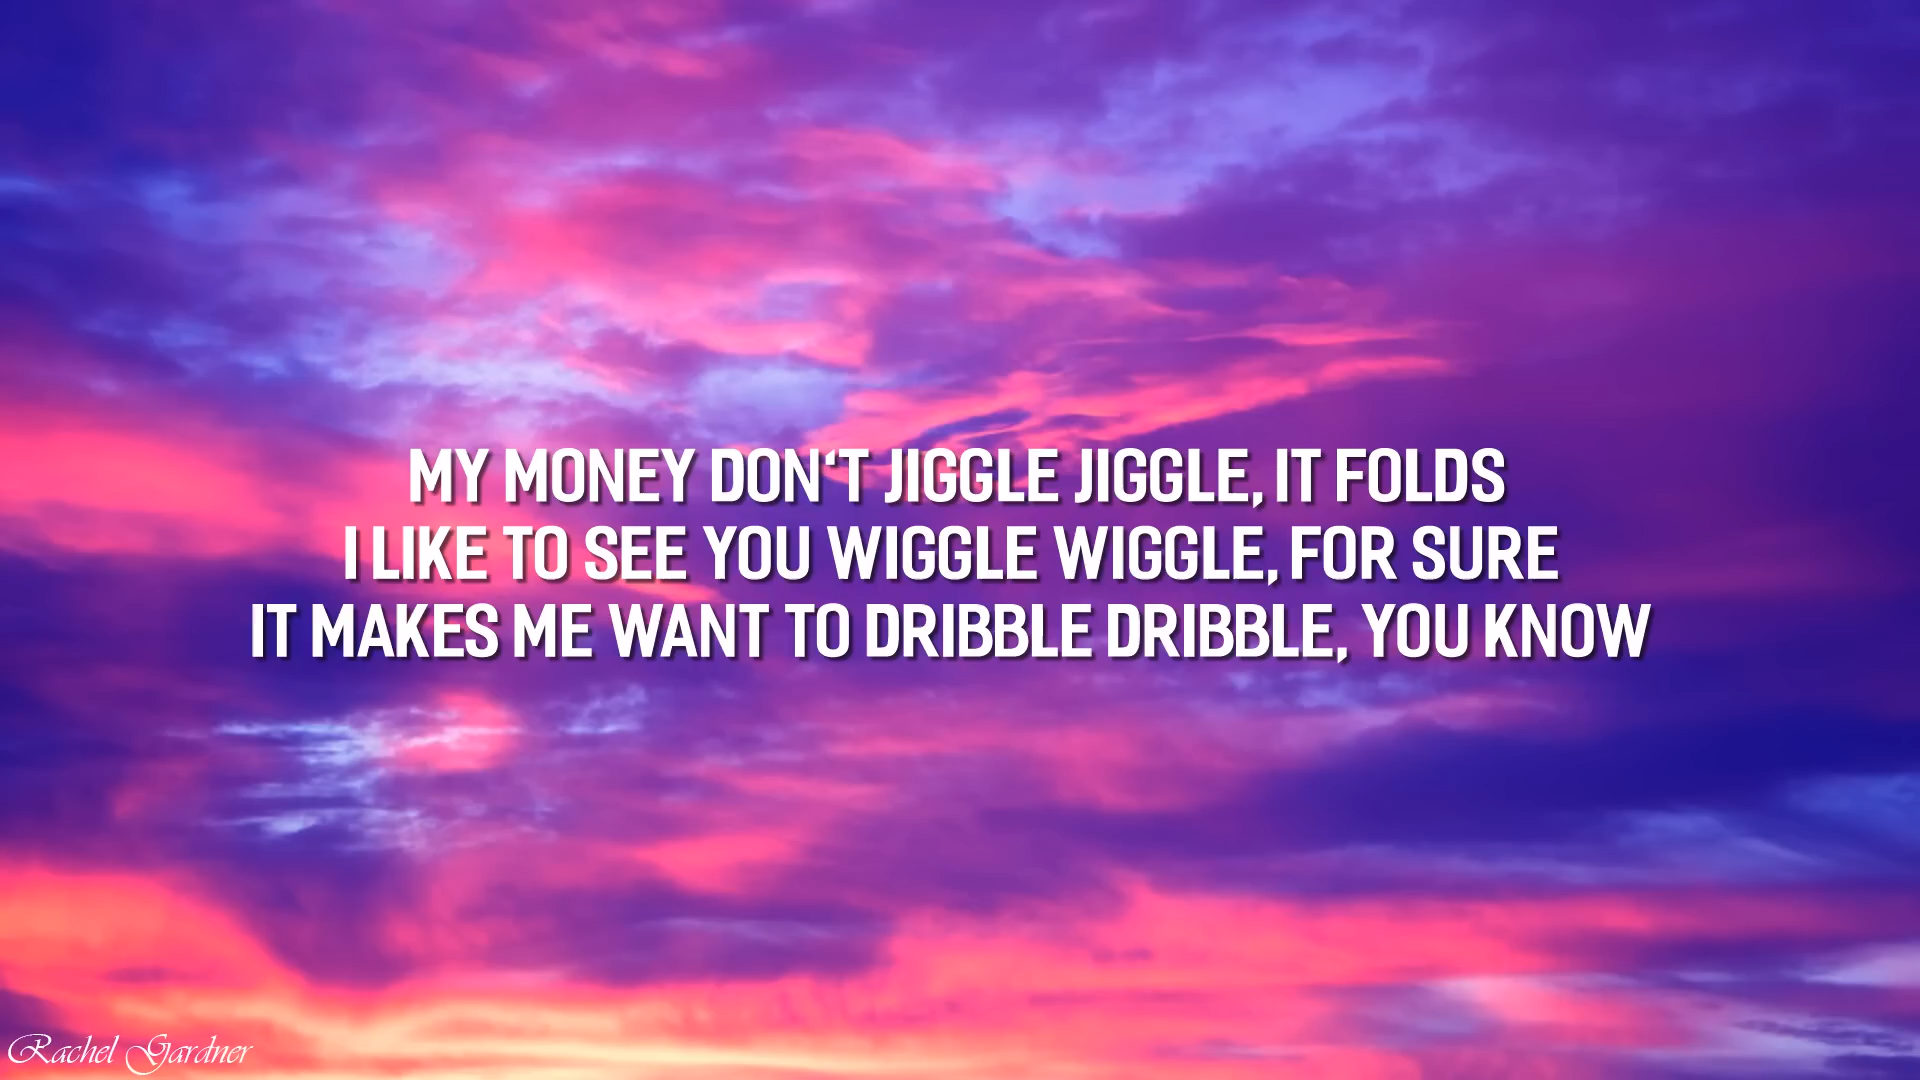 MY MONEY DON‘T JIGGLE JIGGLE, IT FOLDS
I LIKE TO SEE YOU WIGGLE WIGGLE, FOR SURE
IT MAKES ME WANT TO DRIBBLE DRIBBLE, YOU KNOW
Rachel Gardner